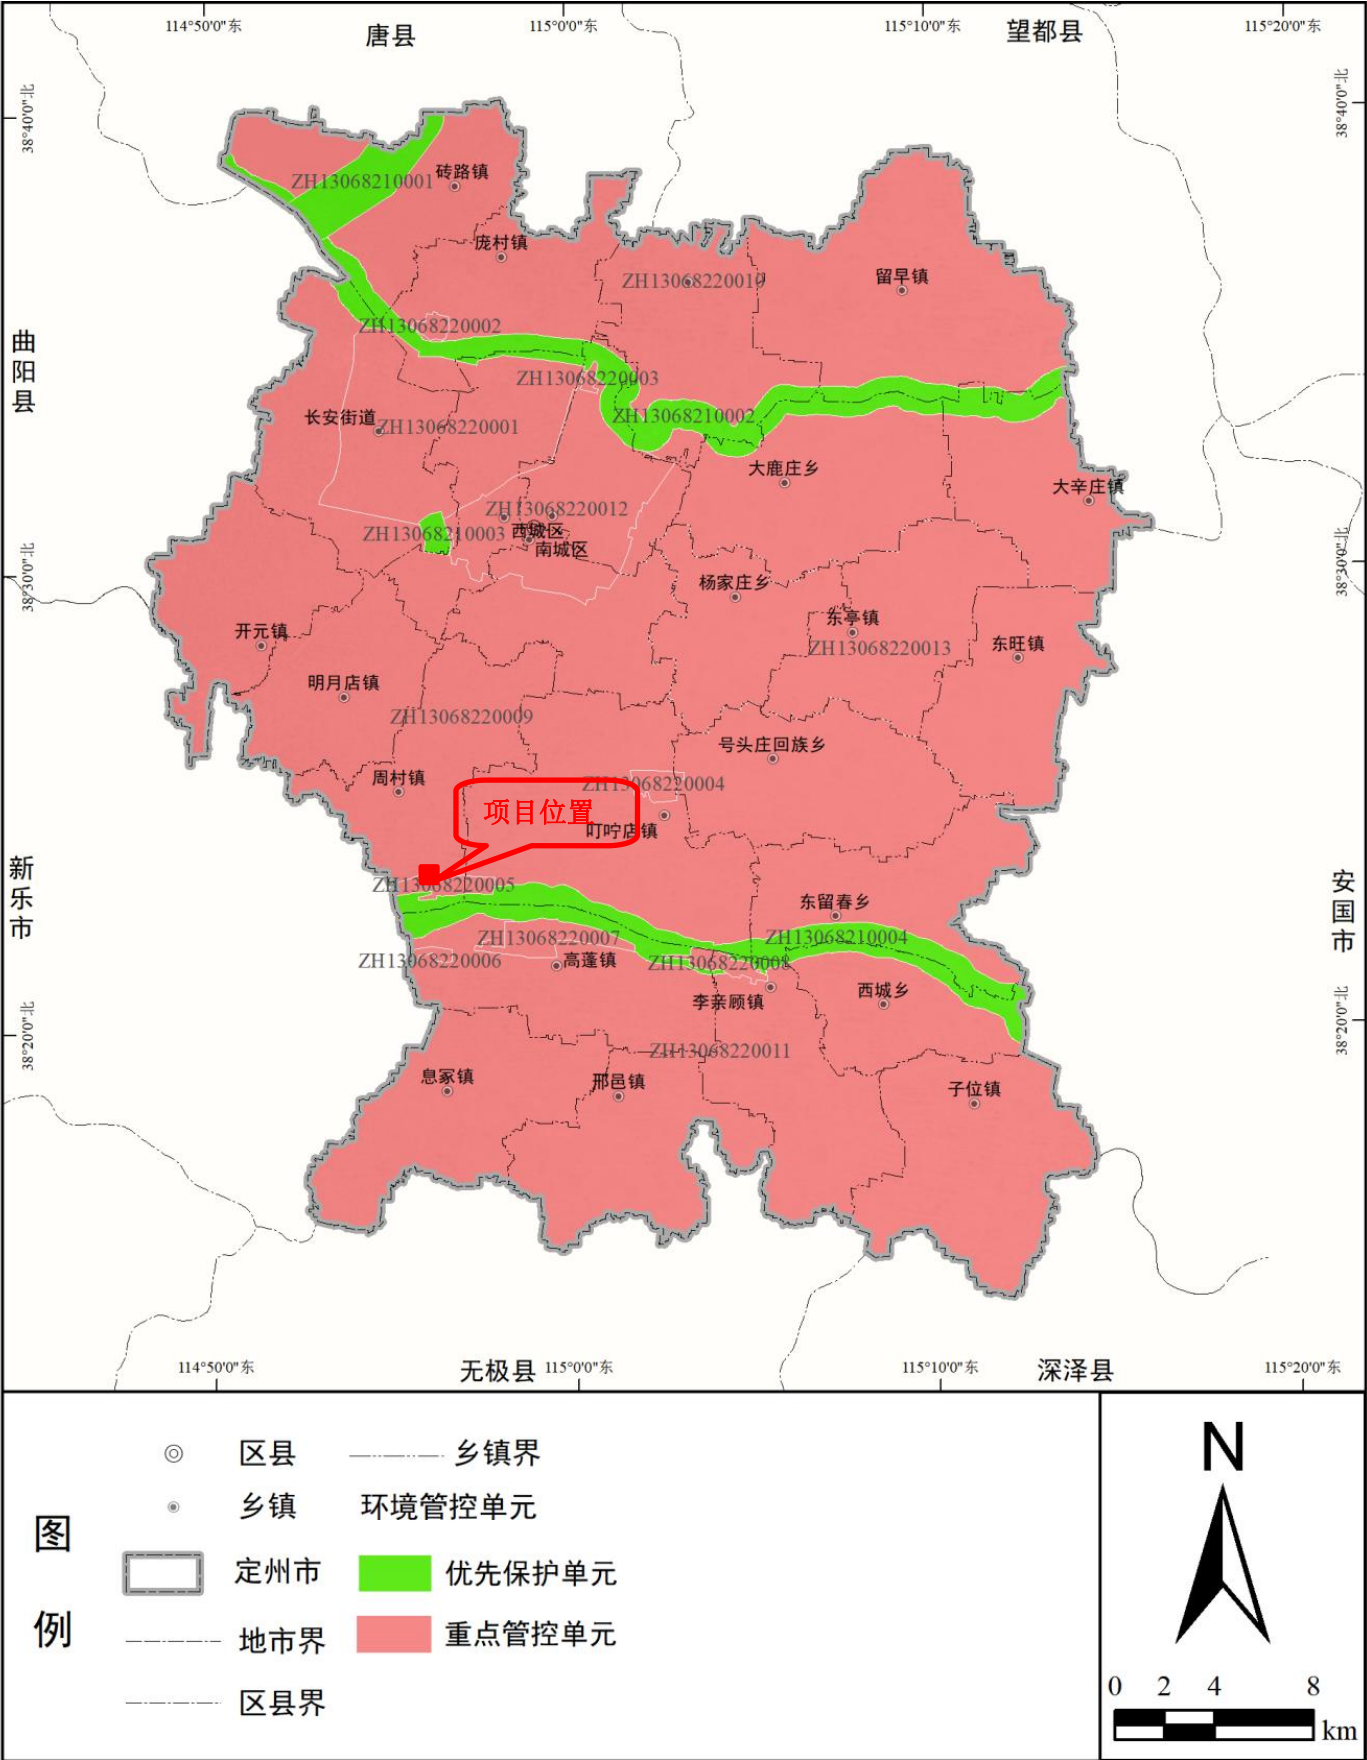 114°50'0"东
115°0'0"东
115°10'0"东
115°20'0"东
唐县
望都县
38°40'0"北
38°40'0"北
砖路镇
ZH13068210001
庞村镇
ZH13068220010
留早镇
ZH13068220002
曲阳县
ZH13068220003
ZH13068210002
长安街道
ZH13068220001
大鹿庄乡
大辛庄镇
ZH13068220012
ZH13068210003
西城区
南城区
38°30'0"北
38°30'0"北
杨家庄乡
东亭镇
开元镇
ZH13068220013
东旺镇
明月店镇
ZH13068220009
号头庄回族乡
周村镇
ZH13068220004
项目位置
叮咛店镇
新乐市
ZH13068220005
安国市
东留春乡
ZH13068220007
ZH13068210004
ZH13068220006
高蓬镇
ZH13068220008
李亲顾镇
西城乡
38°20'0"北
38°20'0"北
ZH13068220011
息冢镇
邢邑镇
子位镇
114°50'0"东
无极县
115°0'0"东
115°10'0"东
深泽县
115°20'0"东
图例
区县
乡镇界
乡镇
环境管控单元
定州市
优先保护单元
地市界
重点管控单元
区县界
N
0 2 4 8
km